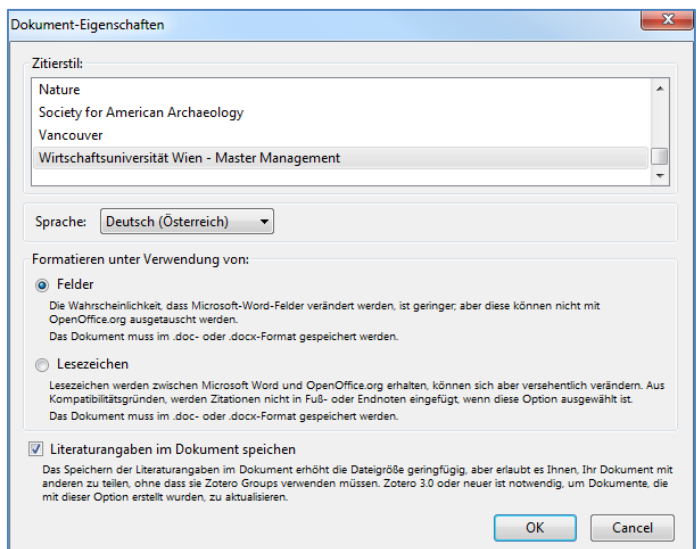 Dokument-Eigenschaften
Zitierstil:
Nature
Society for American Archaeology
Vancouver
Wirtschaftsuniversität Wien - Master Management
Sprache: Deutsch (Österreich)
Formatieren unter Verwendung von:
Felder
Die Wahrscheinlichkeit, dass Microsoft-Word-Felder verändert werden, ist geringer; aber diese können nicht mit
OpenOffice.org ausgetauscht werden.
Das Dokument muss im .doc- oder .docx-Format gespeichert werden.
Lesezeichen
Lesezeichen werden zwischen Microsoft Word und OpenOffice.org erhalten, können sich aber versehentlich verändern. Aus
Kompatibilitätsgründen, werden Zitationen nicht in Fuß- oder Endnoten eingefügt, wenn diese Option ausgewählt ist.
Das Dokument muss im .doc- oder .docx-Format gespeichert werden.
Literaturangaben im Dokument speichen
Das Speichern der Literaturangaben im Dokument erhöht die Dateigröße geringfügig, aber erlaubt es Ihnen, Ihr Dokument mit
anderen zu teilen, ohne dass sie Zotero Groups verwenden müssen. Zotero 3.0 oder neuer ist notwendig, um Dokumente, die
mit dieser Option erstellt wurden, zu aktualisieren.
OK Cancel